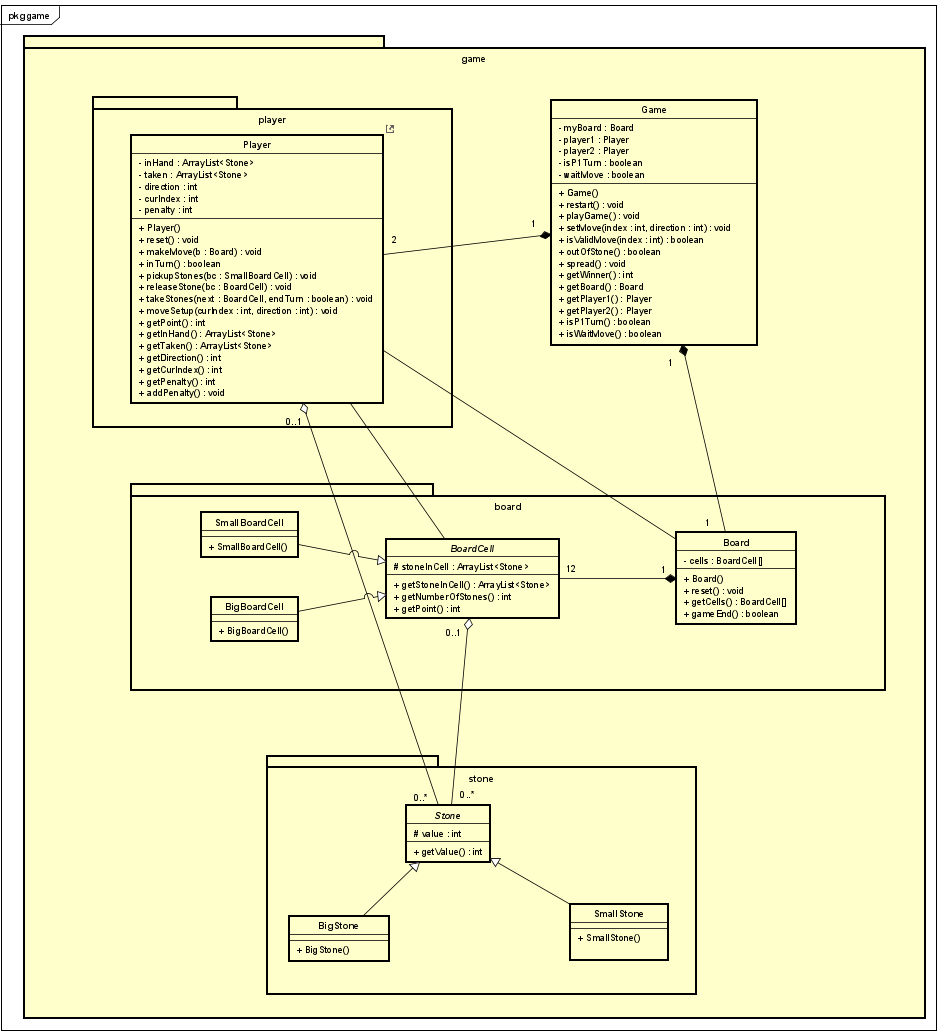 pkg game
game
player
Player
- inHand : ArrayList<Stone>
- taken : ArrayList<Stone>
- direction : int
- curIndex : int
- penalty : int
+ Player()
+ reset() : void
+ makeMove(b : Board) : void
+ inTurn() : boolean
+ pickupStones(bc : SmallBoardCell) : void
+ releaseStone(bc : BoardCell) : void
+ takeStones(next : BoardCell, endTurn : boolean) : void
+ moveSetup(curIndex : int, direction : int) : void
+ getPoint() : int
+ getInHand() : ArrayList<Stone>
+ getTaken() : ArrayList<Stone>
+ getDirection() : int
+ getCurIndex() : int
+ getPenalty() : int
+ addPenalty() : void
Game
- myBoard : Board
- player1 : Player
- player2 : Player
- isP1Turn : boolean
- waitMove : boolean
+ Game()
+ restart() : void
+ playGame() : void
+ setMove(index : int, direction : int) : void
+ isValidMove(index : int) : boolean
+ outOfStone() : boolean
+ spread() : void
+ getWinner() : int
+ getBoard() : Board
+ getPlayer1() : Player
+ getPlayer2() : Player
+ isP1Turn() : boolean
+ isWaitMove() : boolean
2
1
1
0..1
board
SmallBoardCell
+ SmallBoardCell()
BigBoardCell
+ BigBoardCell()
BoardCell
# stoneInCell : ArrayList<Stone>
+ getStoneInCell() : ArrayList<Stone>
+ getNumberOfStones() : int
+ getPoint() : int
12
1
1
Board
- cells : BoardCell[]
+ Board()
+ reset() : void
+ getCells() : BoardCell[]
+ gameEnd() : boolean
0..1
stone
0..*
0..*
Stone
# value : int
+ getValue() : int
BigStone
+ BigStone()
SmallStone
+ SmallStone()